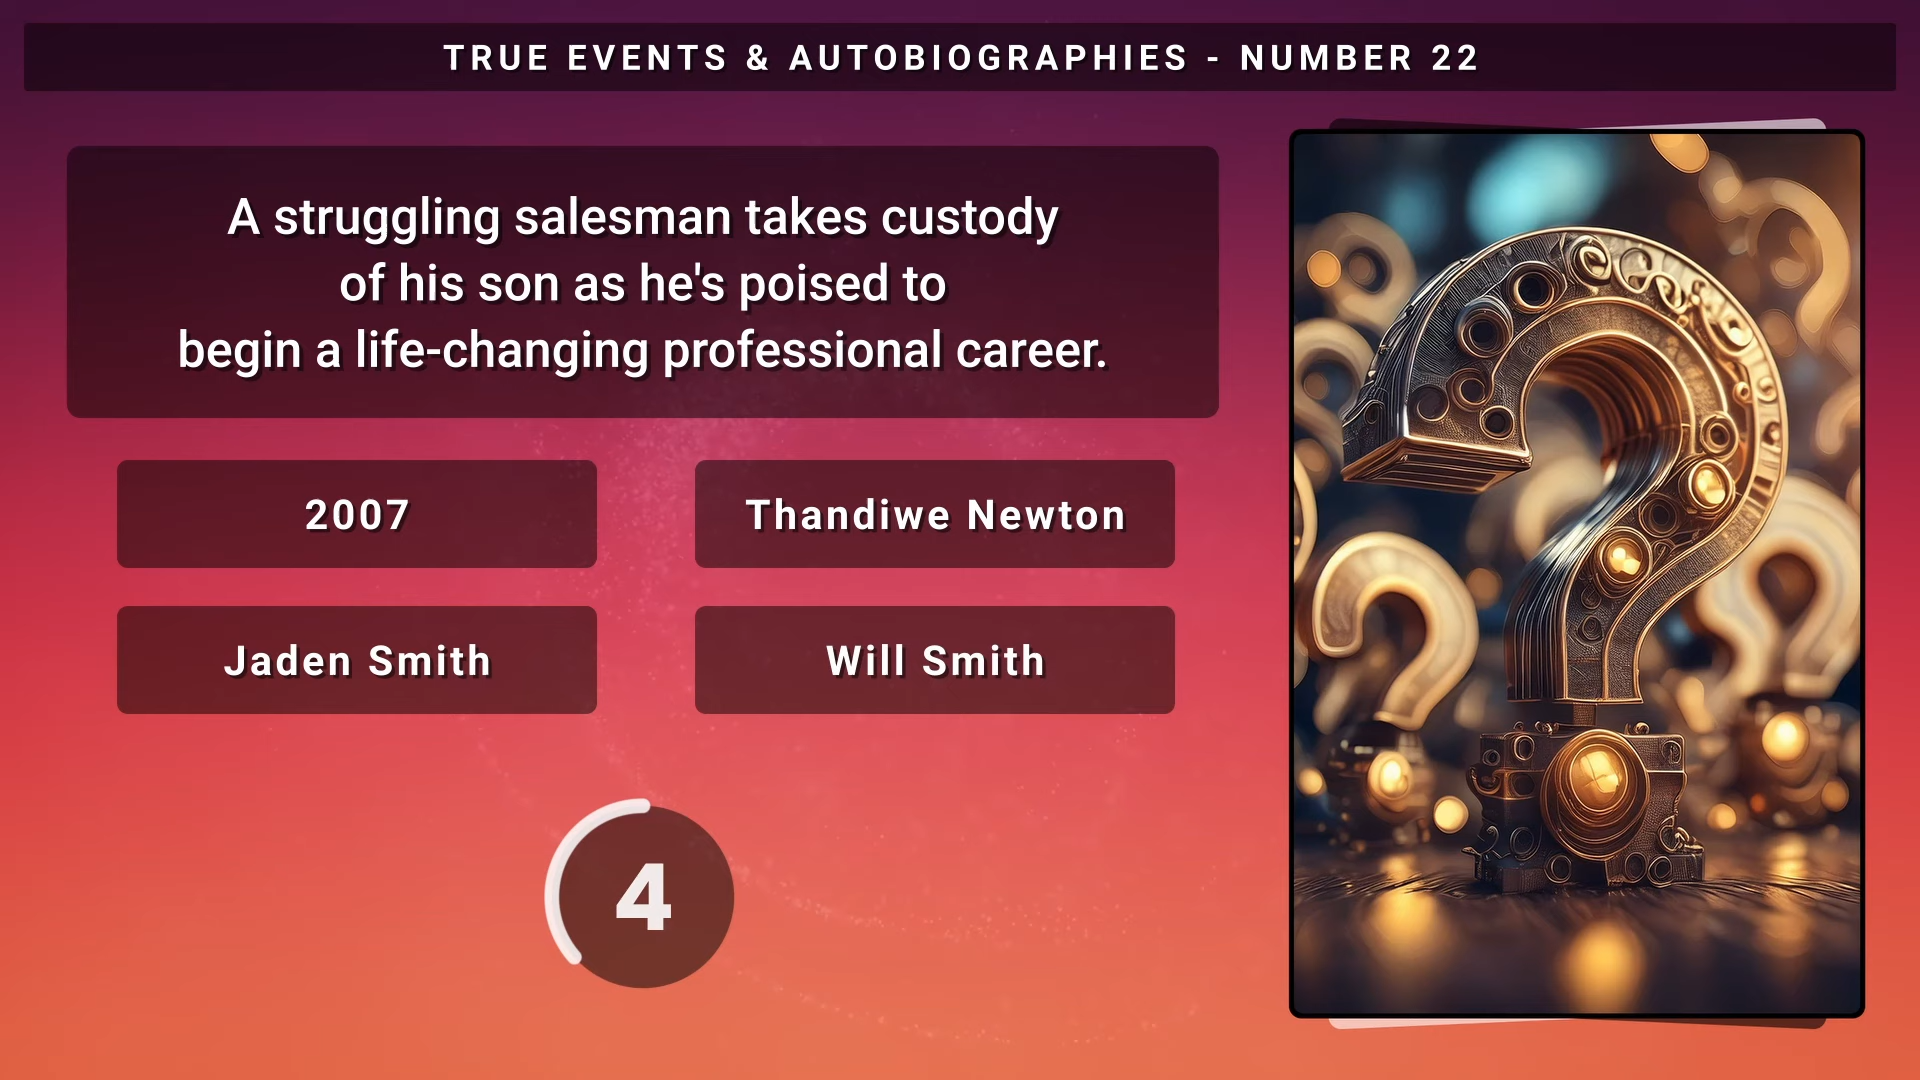 TRUE EVENTS & AUTOBIOGRAPHIES - NUMBER 22
A struggling salesman takes custody
of his son as he's poised to
begin a life-changing professional career.
2007
Thandiwe Newton
Jaden Smith
Will Smith
4